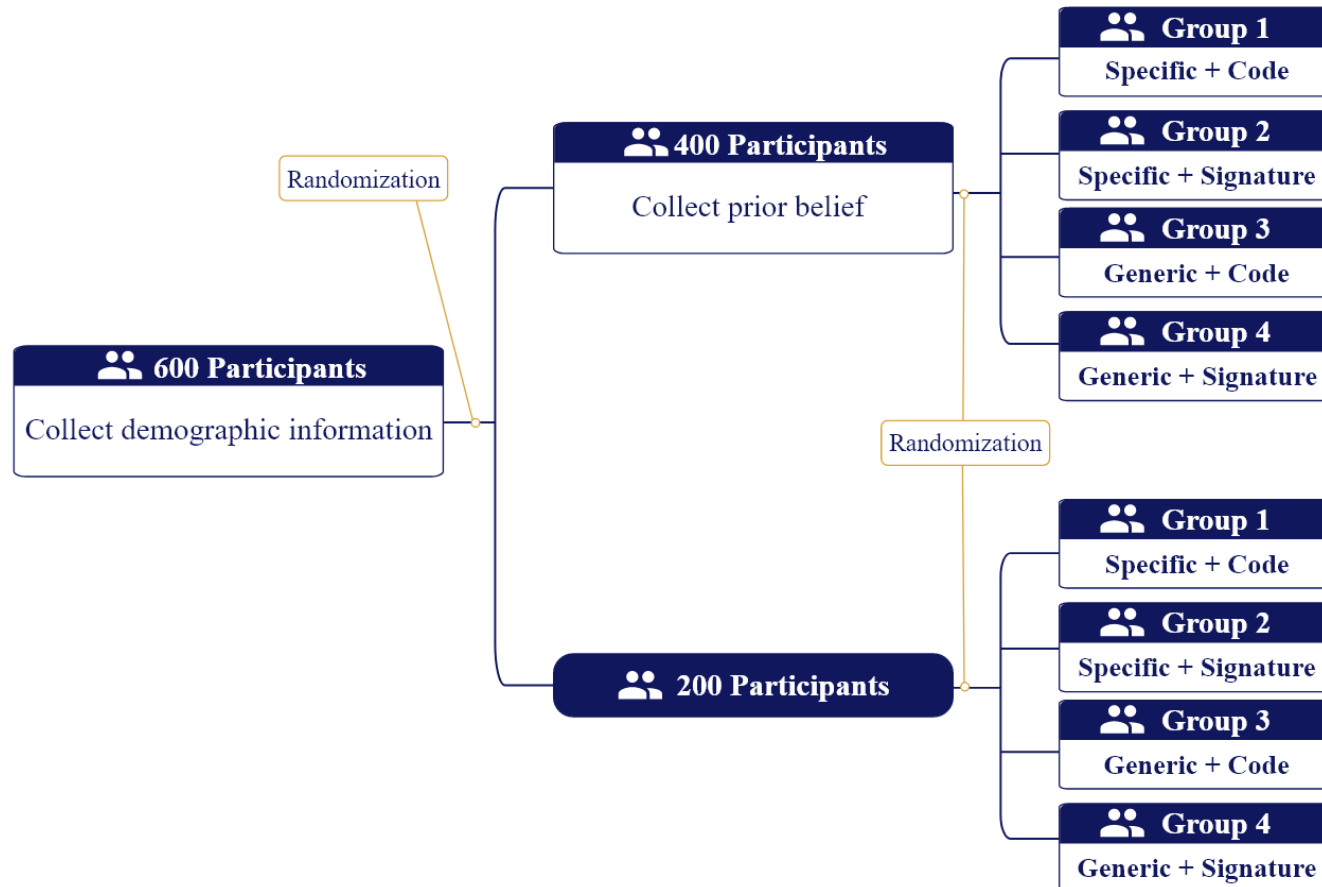 Group 1
Specific + Code
Group 2
Specific + Signature
Group 3
Generic + Code
Group 4
Generic + Signature
400 Participants
Collect prior belief
Randomization
600 Participants
Collect demographic information
Randomization
200 Participants
Group 1
Specific + Code
Group 2
Specific + Signature
Group 3
Generic + Code
Group 4
Generic + Signature